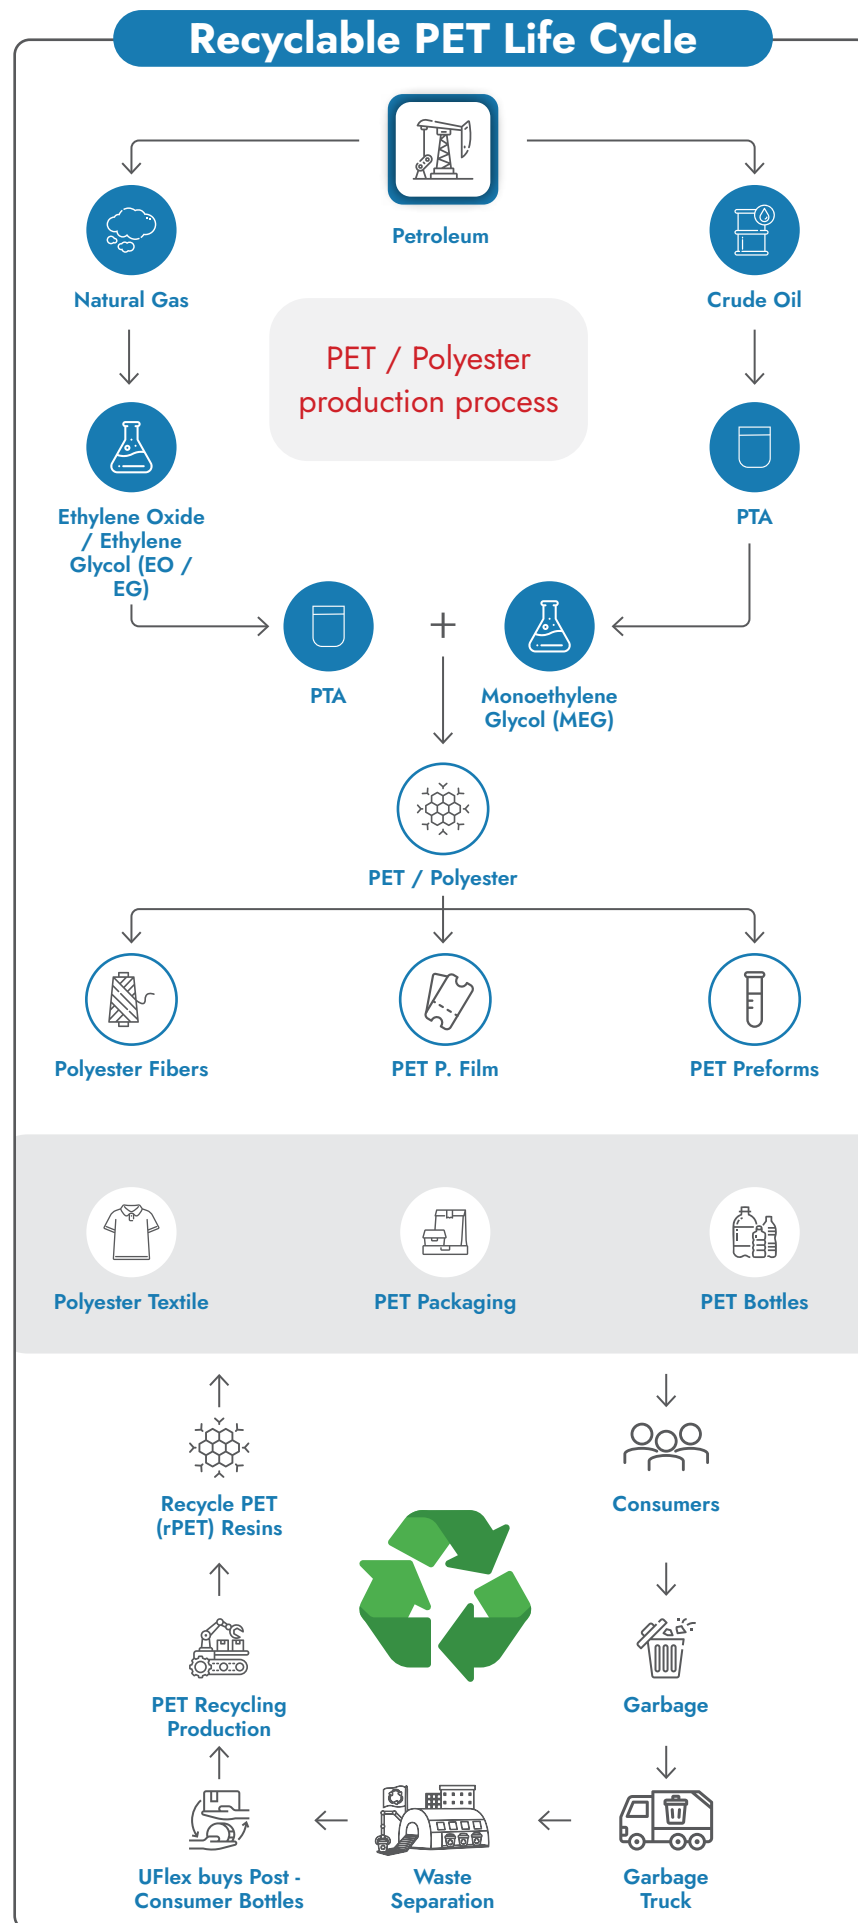 Recyclable PET Life Cycle
Petroleum
Natural Gas
Crude Oil
PET / Polyester
production process
Ethylene Oxide
/ Ethylene
Glycol (EO /
EG)
PTA
+
PTA
Monoethylene
Glycol (MEG)
PET / Polyester
Polyester Fibers
PET P. Film
PET Preforms
Polyester Textile
PET Packaging
PET Bottles
Recycle PET
(rPET) Resins
Consumers
PET Recycling
Production
Garbage
UFlex buys Post -
Consumer Bottles
Waste
Separation
Garbage
Truck